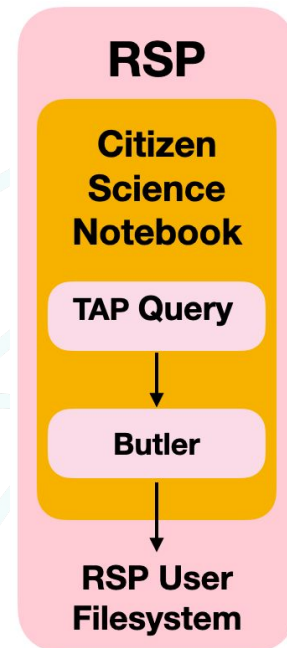 RSP
Citizen
Science
Notebook
TAP Query
Butler
RSP User
Filesystem